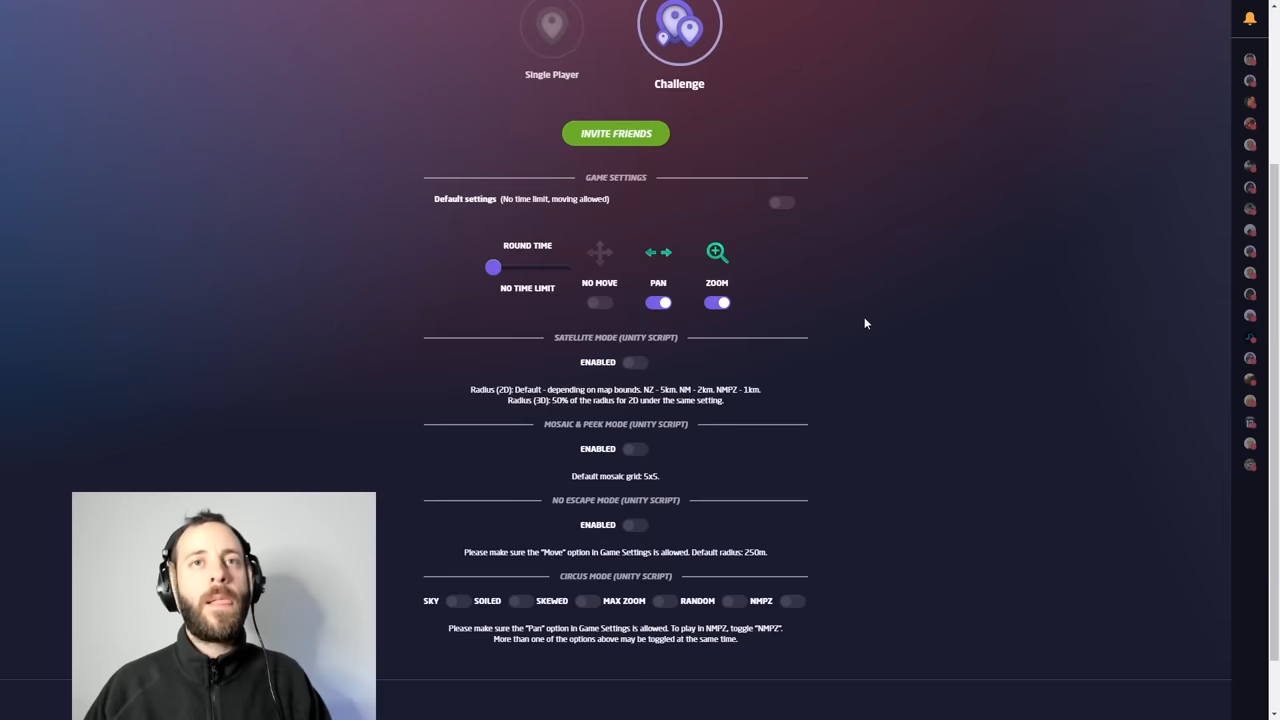 Single Player
Challenge
INVITE FRIENDS
GAME SETTINGS
Default settings (No time limit, moving allowed)
ROUND TIME
NO TIME LIMIT
NO MOVE
PAN
ZOOM
SATELLITE MODE (UNITY SCRIPT)
ENABLED
Radius (2D): Default - depending on map bounds. NZ - 5km. NM - 2km. NMPZ - 1km.
Radius (3D): 50% of the radius for 2D under the same setting.
MOSAIC & PEEK MODE (UNITY SCRIPT)
ENABLED
Default mosaic grid: 5x5.
NO ESCAPE MODE (UNITY SCRIPT)
ENABLED
Please make sure the "Move" option in Game Settings is allowed. Default radius: 250m.
CIRCUS MODE (UNITY SCRIPT)
SKY SOILED SKEWED MAX ZOOM RANDOM NMPZ
Please make sure the "Pan" option in Game Settings is allowed. To play in NMPZ, toggle "NMPZ".
More than one of the options above may be toggled at the same time.